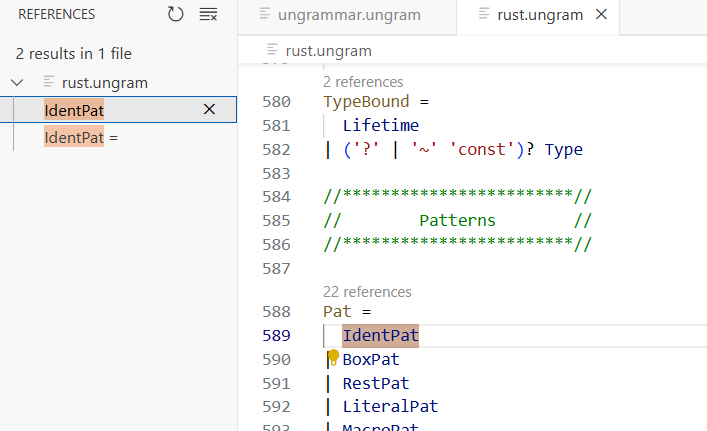 REFERENCES
2 results in 1 file
rust.ungram
IdentPat
IdentPat =
ungrammar.ungram
rust.ungram
rust.ungram
2 references
580 TypeBound =
581 Lifetime
582 | ('?' | '~' 'const')? Type
583
584 //************************//
585 // Patterns //
586 //************************//
587
22 references
588 Pat =
589 IdentPat
590 | BoxPat
591 | RestPat
592 | LiteralPat
593 | MacroPat